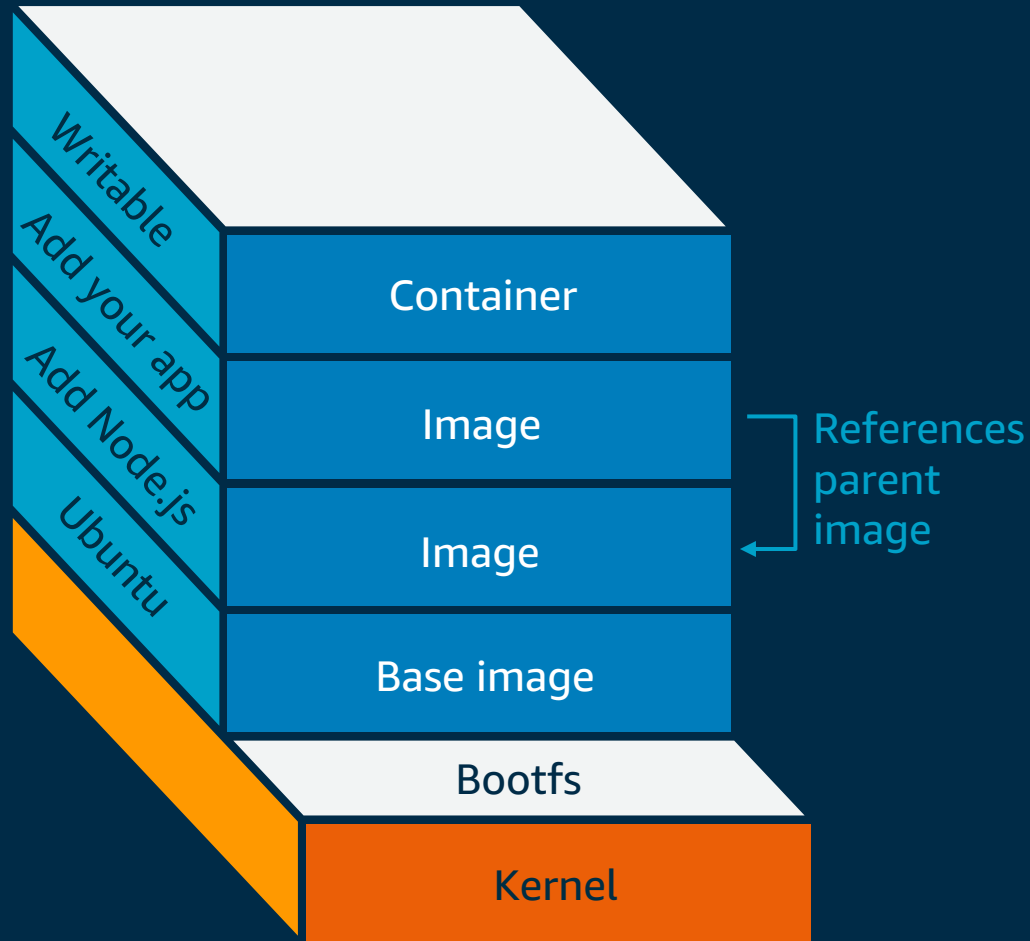 Writable
Container
Add your app
Image
References
parent
image
Add Node.js
Image
Ubuntu
Base image
Bootfs
Kernel